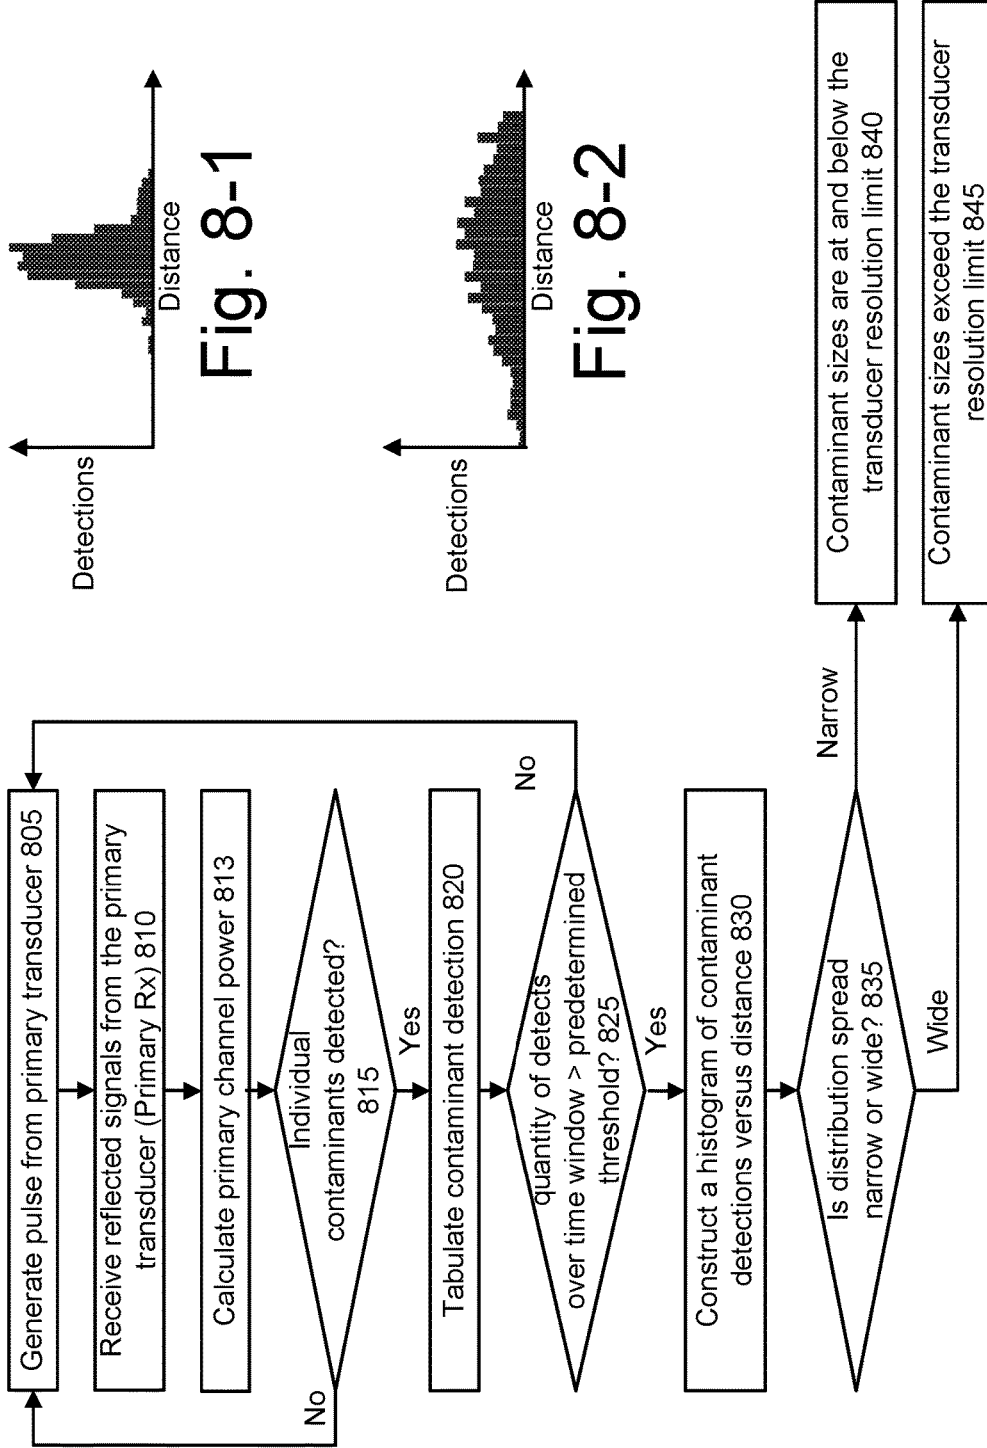 Generate pulse from primary transducer 805
Receive reflected signals from the primary
transducer (Primary Rx) 810
Calculate primary channel power 813
Individual
contaminants detected?
815
No
Yes
Tabulate contaminant detection 820
quantity of detects
over time window > predetermined
threshold? 825
No
Yes
Construct a histogram of contaminant
detections versus distance 830
Is distribution spread
narrow or wide? 835
Narrow
Wide
Contaminant sizes are at and below the
transducer resolution limit 840
Contaminant sizes exceed the transducer
resolution limit 845
Detections
Distance
Fig. 8-1
Detections
Distance
Fig. 8-2